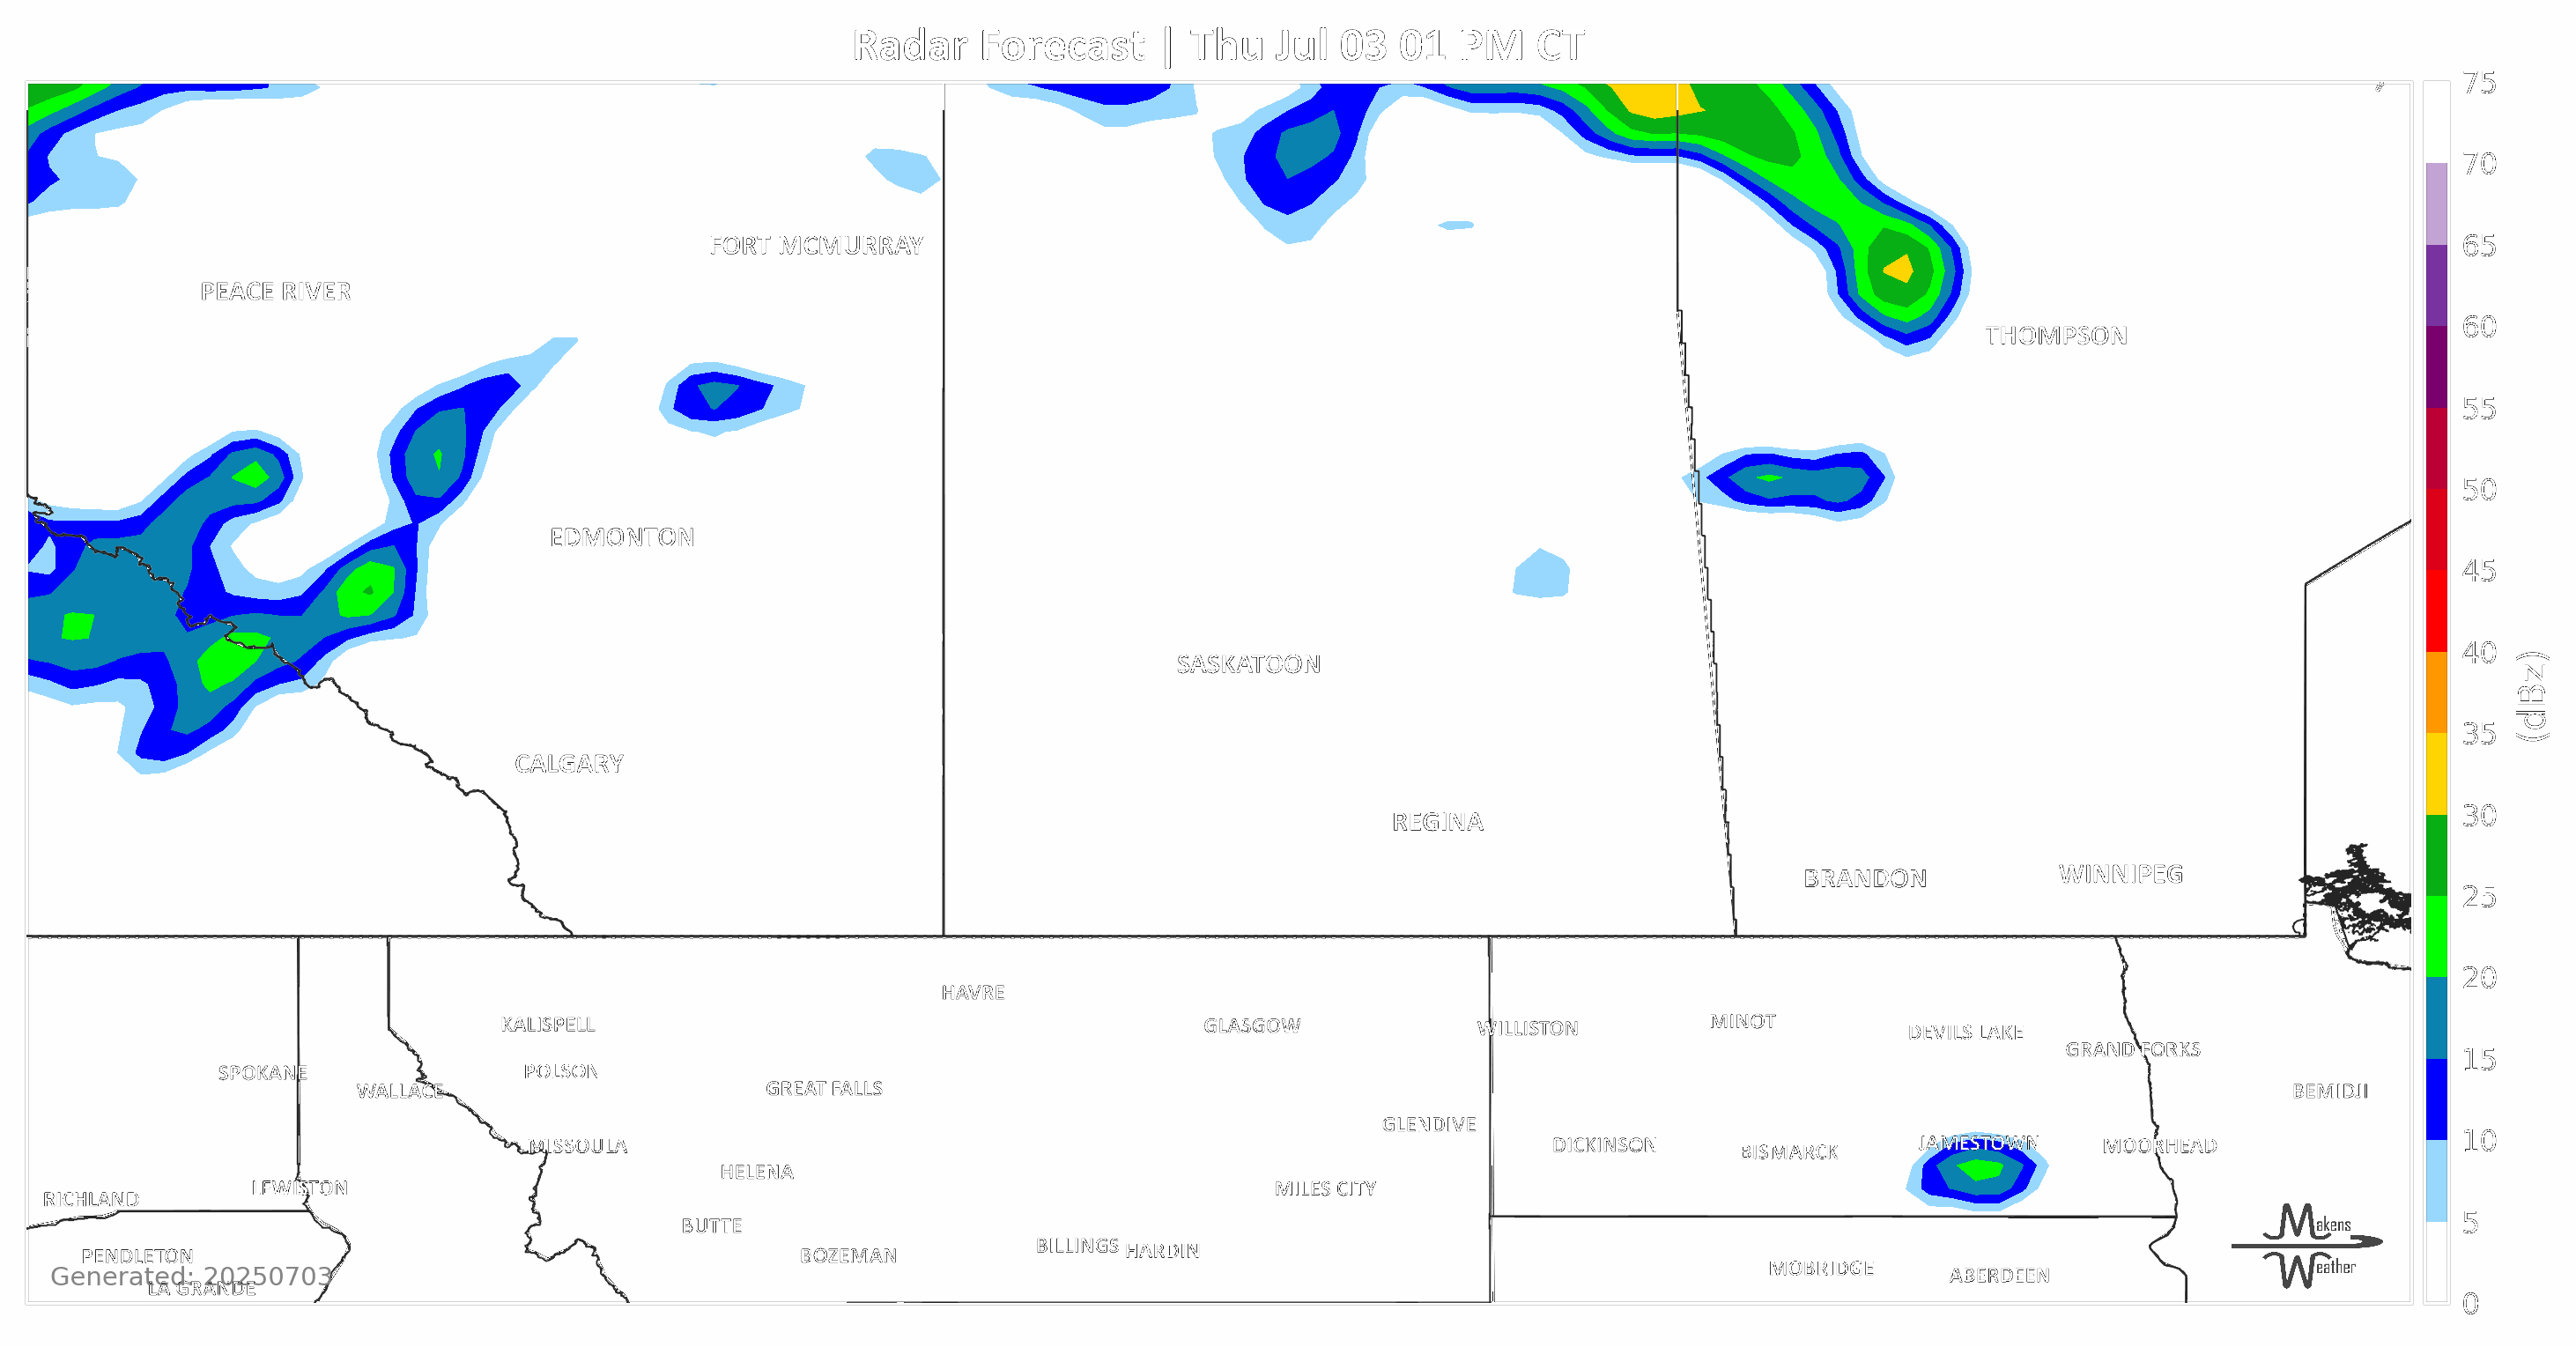 Radar Forecast | Thu Jul 03 01 PM CT
75
70
65
60
55
50
45
40
35
30
25
20
15
10
5
0
(dBz)
FORT MCMURRAY
PEACE RIVER
THOMPSON
EDMONTON
SASKATOON
CALGARY
REGINA
BRANDON
WINNIPEG
HAVRE
KALISPELL
GLASGOW
WILLISTON
MINOT
DEVILS LAKE
GRAND FORKS
SPOKANE
POLSON
WALLACE
GREAT FALLS
BEMIDJI
GLENDIVE
MISSOULA
DICKINSON
BISMARCK
JAMESTOWN
MOORHEAD
HELENA
LEWISTON
RICHLAND
MILES CITY
BUTTE
BILLINGS
HARDIN
PENDLETON
BOZEMAN
MOBRIDGE
ABERDEEN
Generated: 20250703
LA GRANDE
Makens
Weather